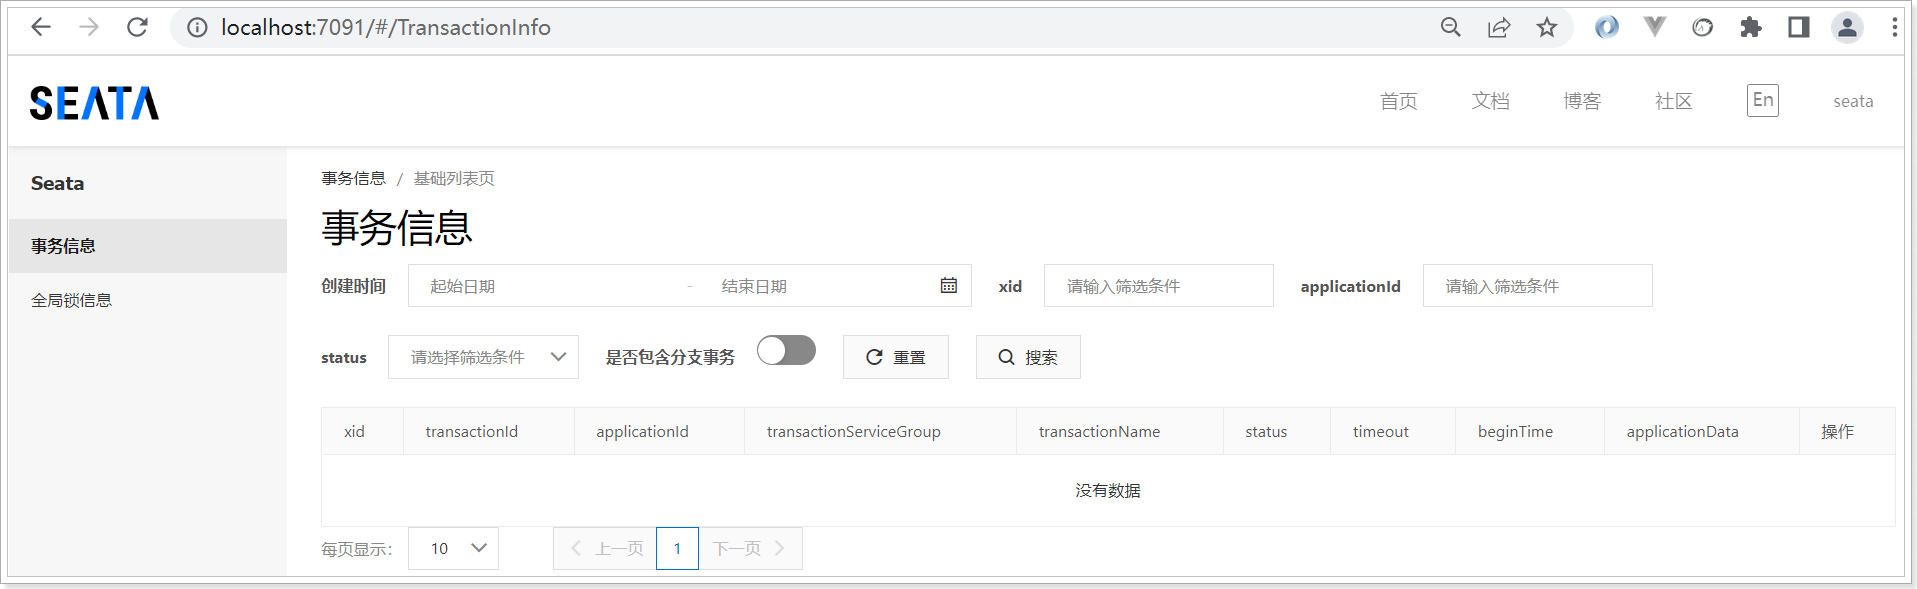 localhost:7091/#/TransactionInfo
SEATA 首页 文档 博客 社区 En seata
Seata
事务信息
全局锁信息
事务信息 / 基础列表页
事务信息
创建时间 起始日期 - 结束日期 xid 请输入筛选条件 applicationId 请输入筛选条件
status 请选择筛选条件 是否包含分支事务 重置 搜索
xid transactionId applicationId transactionServiceGroup transactionName status timeout beginTime applicationData 操作
没有数据
每页显示: 10 上一页 1 下一页